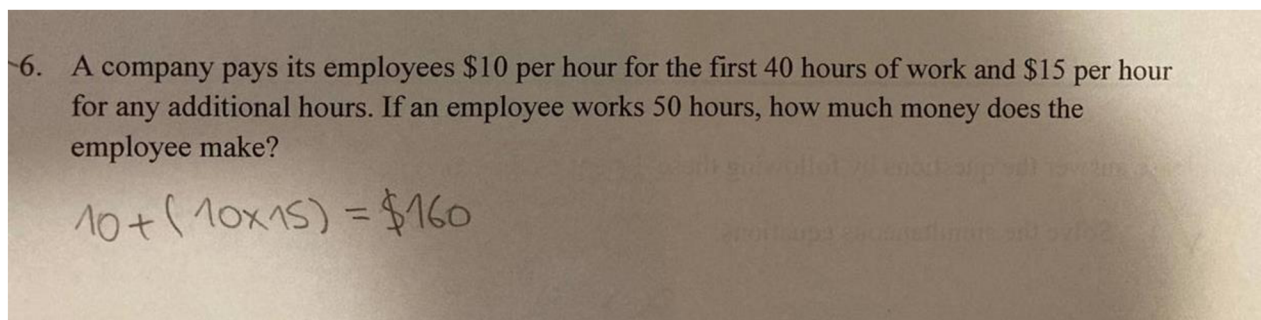 6. A company pays its employees $10 per hour for the first 40 hours of work and $15 per hour
for any additional hours. If an employee works 50 hours, how much money does the
employee make?
10+(10x15) = $160